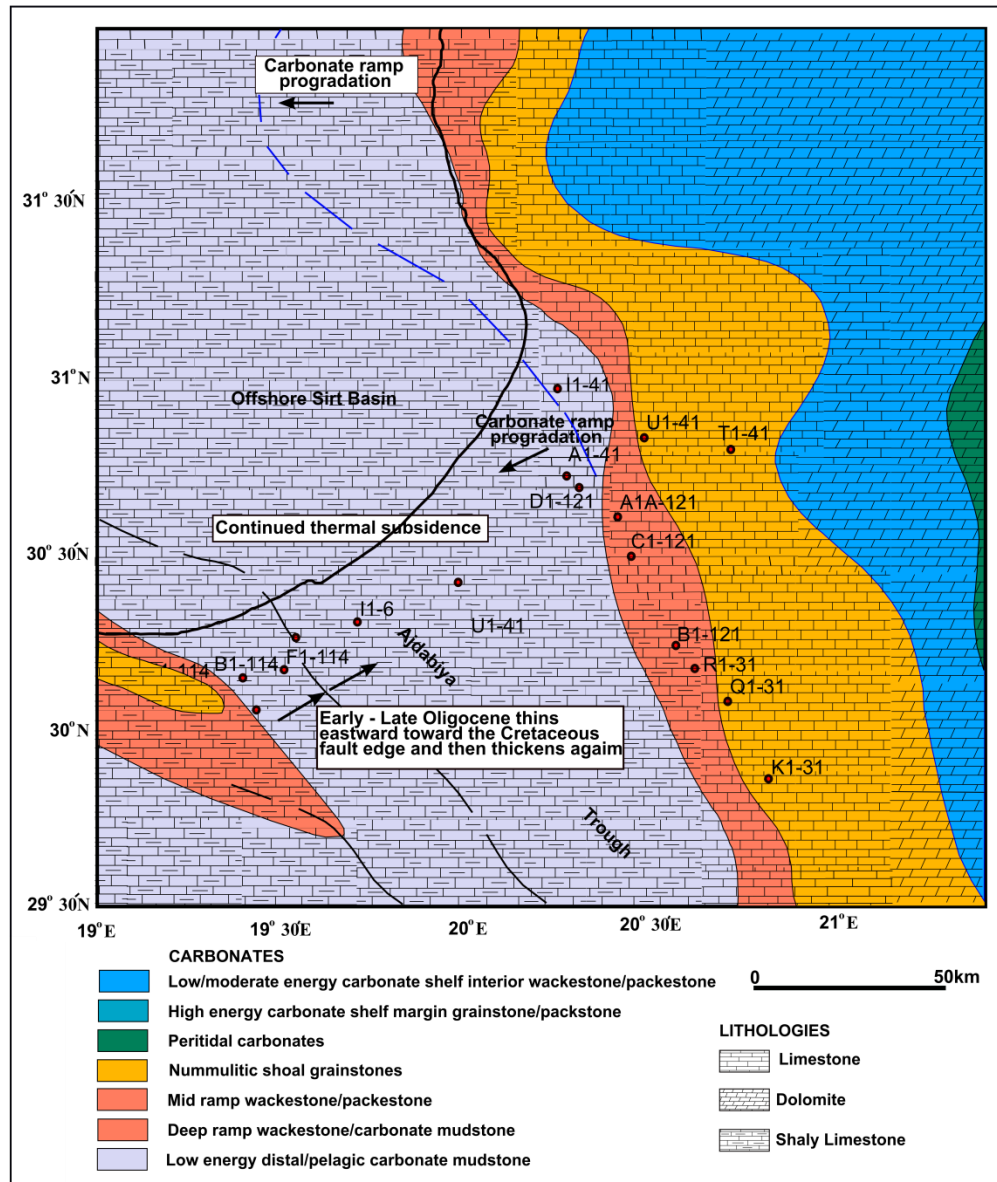 Carbonate ramp
progradation
31° 30́N
31°N
I1-41
Offshore Sirt Basin
Carbonate ramp
progradation
U1-41
T1-41
A1-41
D1-121
A1A-121
Continued thermal subsidence
C1-121
30° 30́N
I1-6
U1-41
Ajdabiya
B1-121
F1-114
B1-114
-114
R1-31
Q1-31
30°N
Early - Late Oligocene thins
eastward toward the Cretaceous
fault edge and then thickens agaim
K1-31
Trough
29° 30́N
19°E
19° 30́E
20°E
20° 30́E
21°E
CARBONATES
Low/moderate energy carbonate shelf interior wackestone/packestone
High energy carbonate shelf margin grainstone/packstone
Peritidal carbonates
Nummulitic shoal grainstones
Mid ramp wackestone/packestone
Deep ramp wackestone/carbonate mudstone
Low energy distal/pelagic carbonate mudstone
0 50km
LITHOLOGIES
Limestone
Dolomite
Shaly Limestone